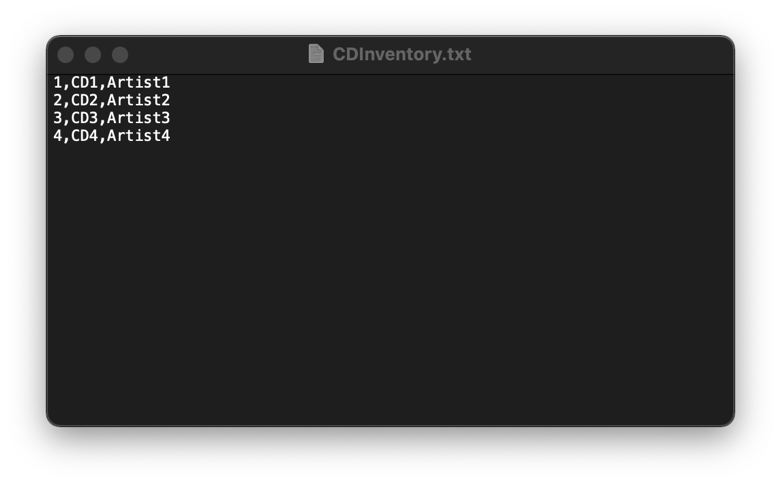 CDInventory.txt
1,CD1,Artist1
2,CD2,Artist2
3,CD3,Artist3
4,CD4,Artist4